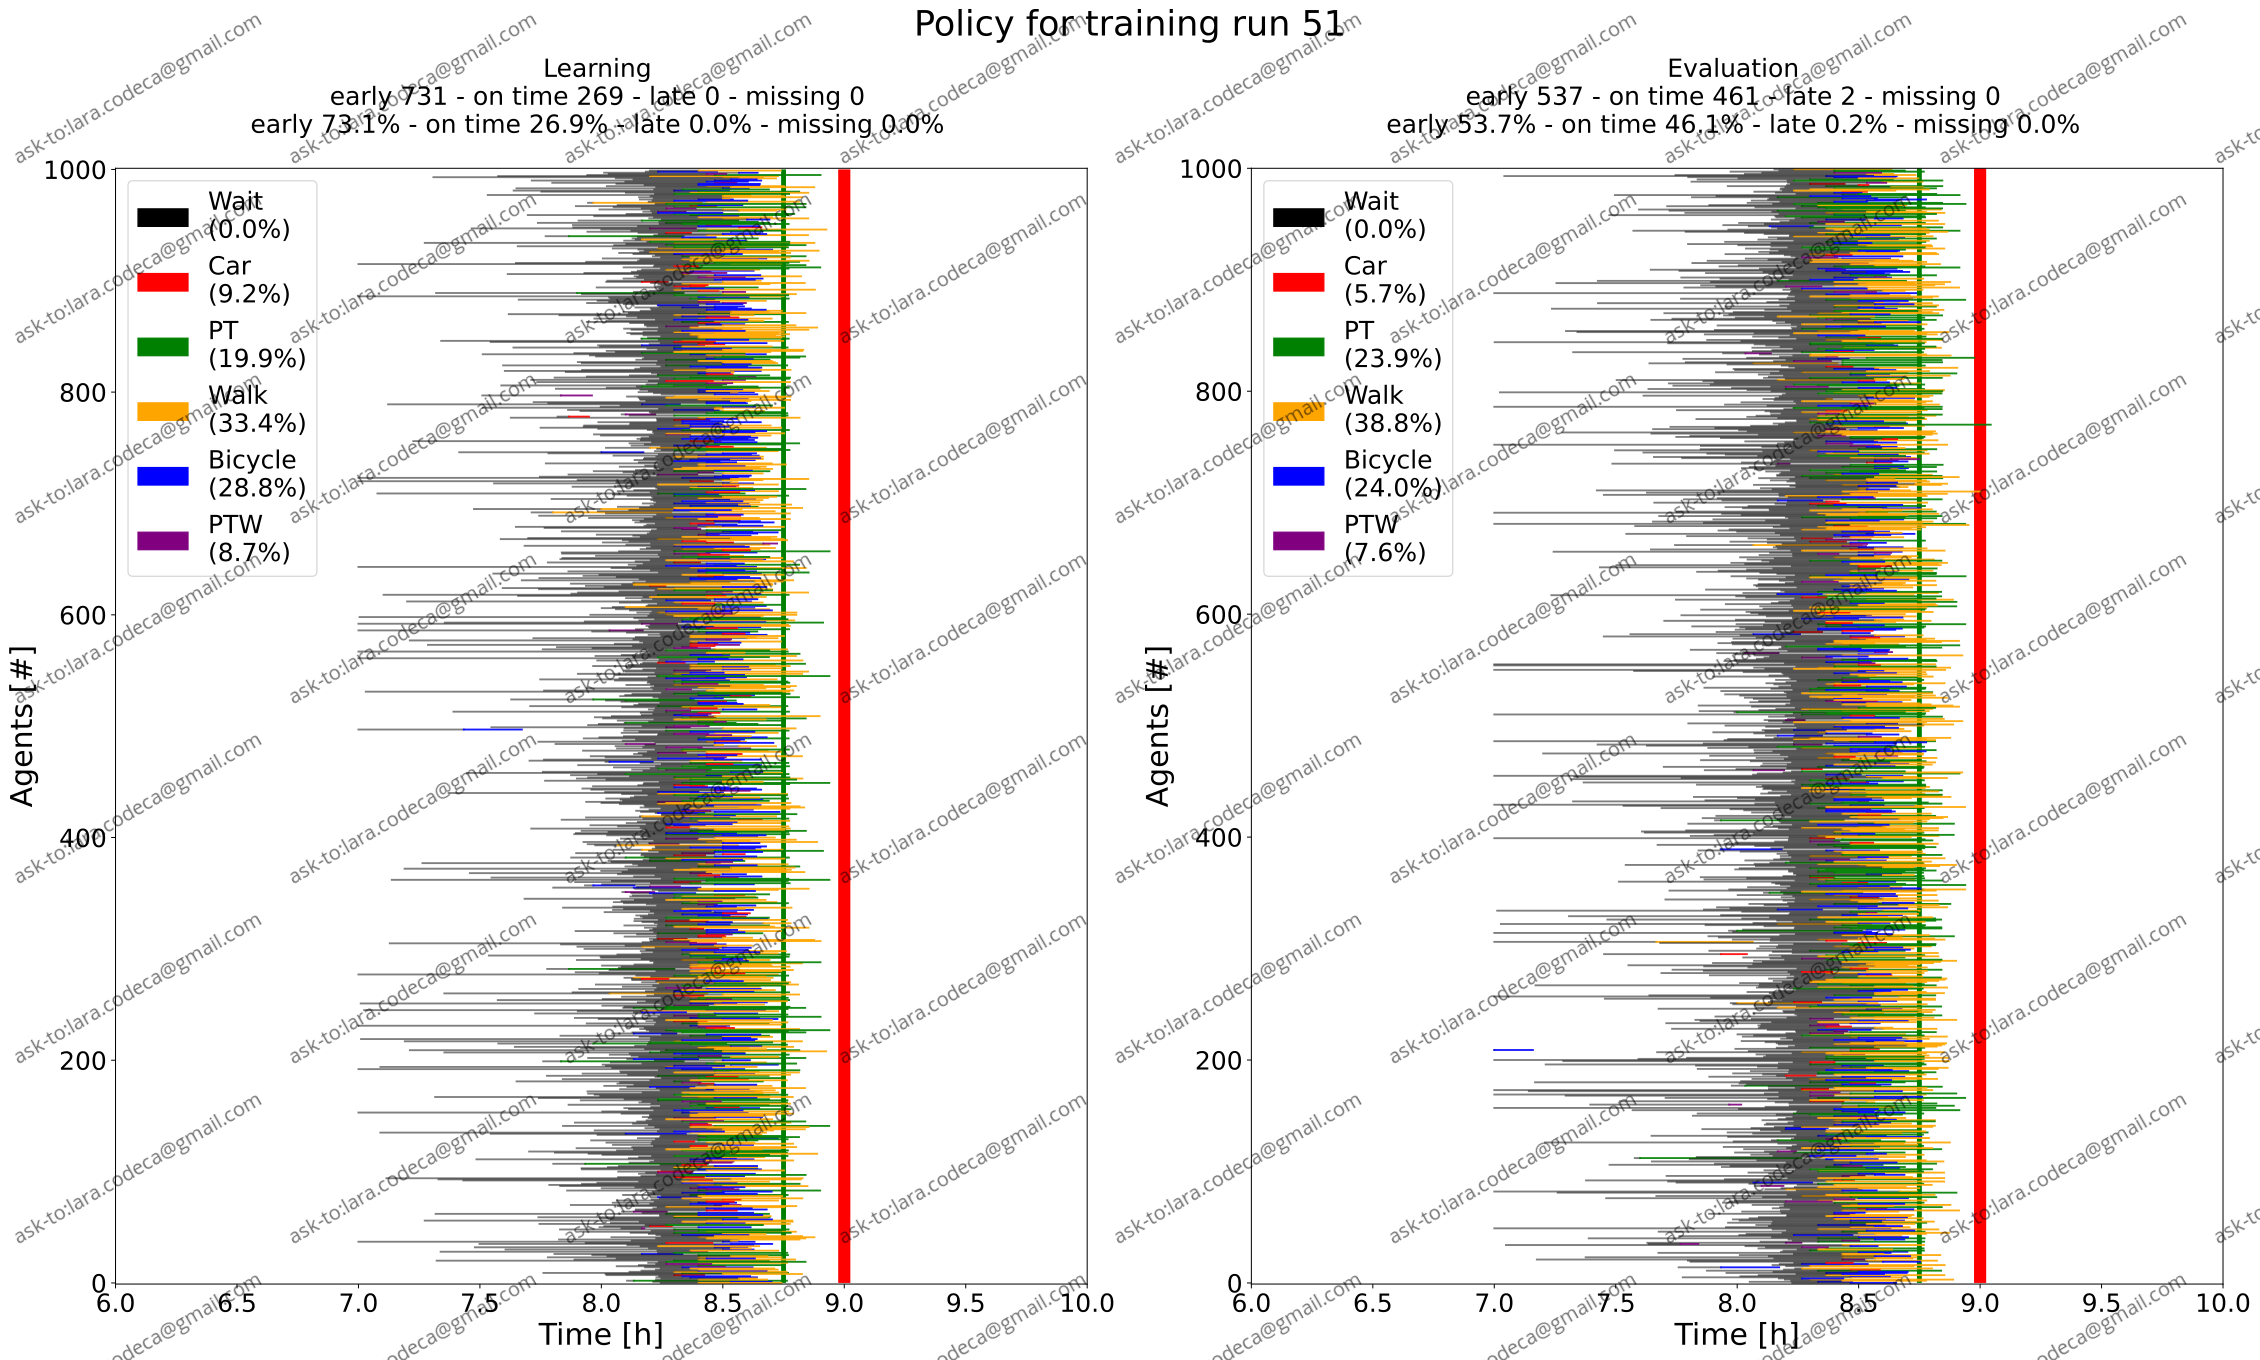 Policy for training run 51
Learning
early 731 - on time 269 - late 0 - missing 0
early 73.1% - on time 26.9% - late 0.0% - missing 0.0%
Wait
(0.0%)
Car
(9.2%)
PT
(19.9%)
Walk
(33.4%)
Bicycle
(28.8%)
PTW
(8.7%)
1000
800
600
400
200
0
Agents [#]
6.0 6.5 7.0 7.5 8.0 8.5 9.0 9.5 10.0
Time [h]
Evaluation
early 537 - on time 461 - late 2 - missing 0
early 53.7% - on time 46.1% - late 0.2% - missing 0.0%
Wait
(0.0%)
Car
(5.7%)
PT
(23.9%)
Walk
(38.8%)
Bicycle
(24.0%)
PTW
(7.6%)
1000
800
600
400
200
0
Agents [#]
6.0 6.5 7.0 7.5 8.0 8.5 9.0 9.5 10.0
Time [h]
ask-to:lara.codeca@gmail.com